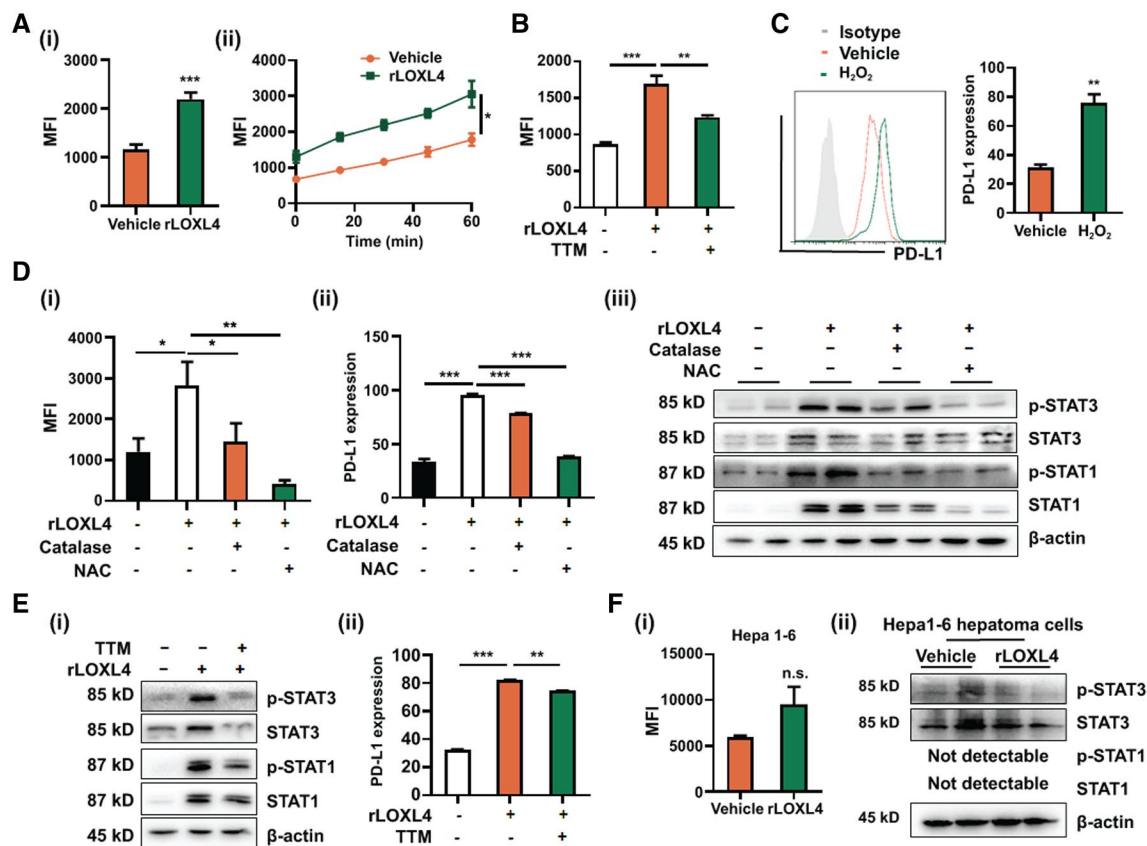 A
(i)
MFI
3000
2000
1000
0
***
Vehicle rLOXL4
(ii)
Vehicle
rLOXL4
MFI
4000
3000
2000
1000
0
*
0 20 40 60
Time (min)
B
MFI
2000
1500
1000
500
0
*** **
rLOXL4 - + +
TTM - - +
C
Isotype
Vehicle
H₂O₂
PD-L1
PD-L1 expression
100
80
60
40
20
0
**
Vehicle H₂O₂
D
(i)
MFI
4000
3000
2000
1000
0
**
* *
rLOXL4 - + + +
Catalase - - + -
NAC - - - +
(ii)
PD-L1 expression
150
100
50
0
***
*** ***
rLOXL4 - + + +
Catalase - - + -
NAC - - - +
(iii)
rLOXL4 – + + +
Catalase – – + –
NAC – – – +
85 kD p-STAT3
85 kD STAT3
87 kD p-STAT1
87 kD STAT1
45 kD β-actin
E
(i)
TTM – – +
rLOXL4 – + +
85 kD p-STAT3
85 kD STAT3
87 kD p-STAT1
87 kD STAT1
45 kD β-actin
(ii)
PD-L1 expression
100
80
60
40
20
0
*** **
rLOXL4 - + +
TTM - - +
F
(i)
Hepa 1-6
MFI
15000
10000
5000
0
n.s.
Vehicle rLOXL4
(ii)
Hepa1-6 hepatoma cells
Vehicle rLOXL4
85 kD p-STAT3
85 kD STAT3
Not detectable p-STAT1
Not detectable STAT1
45 kD β-actin